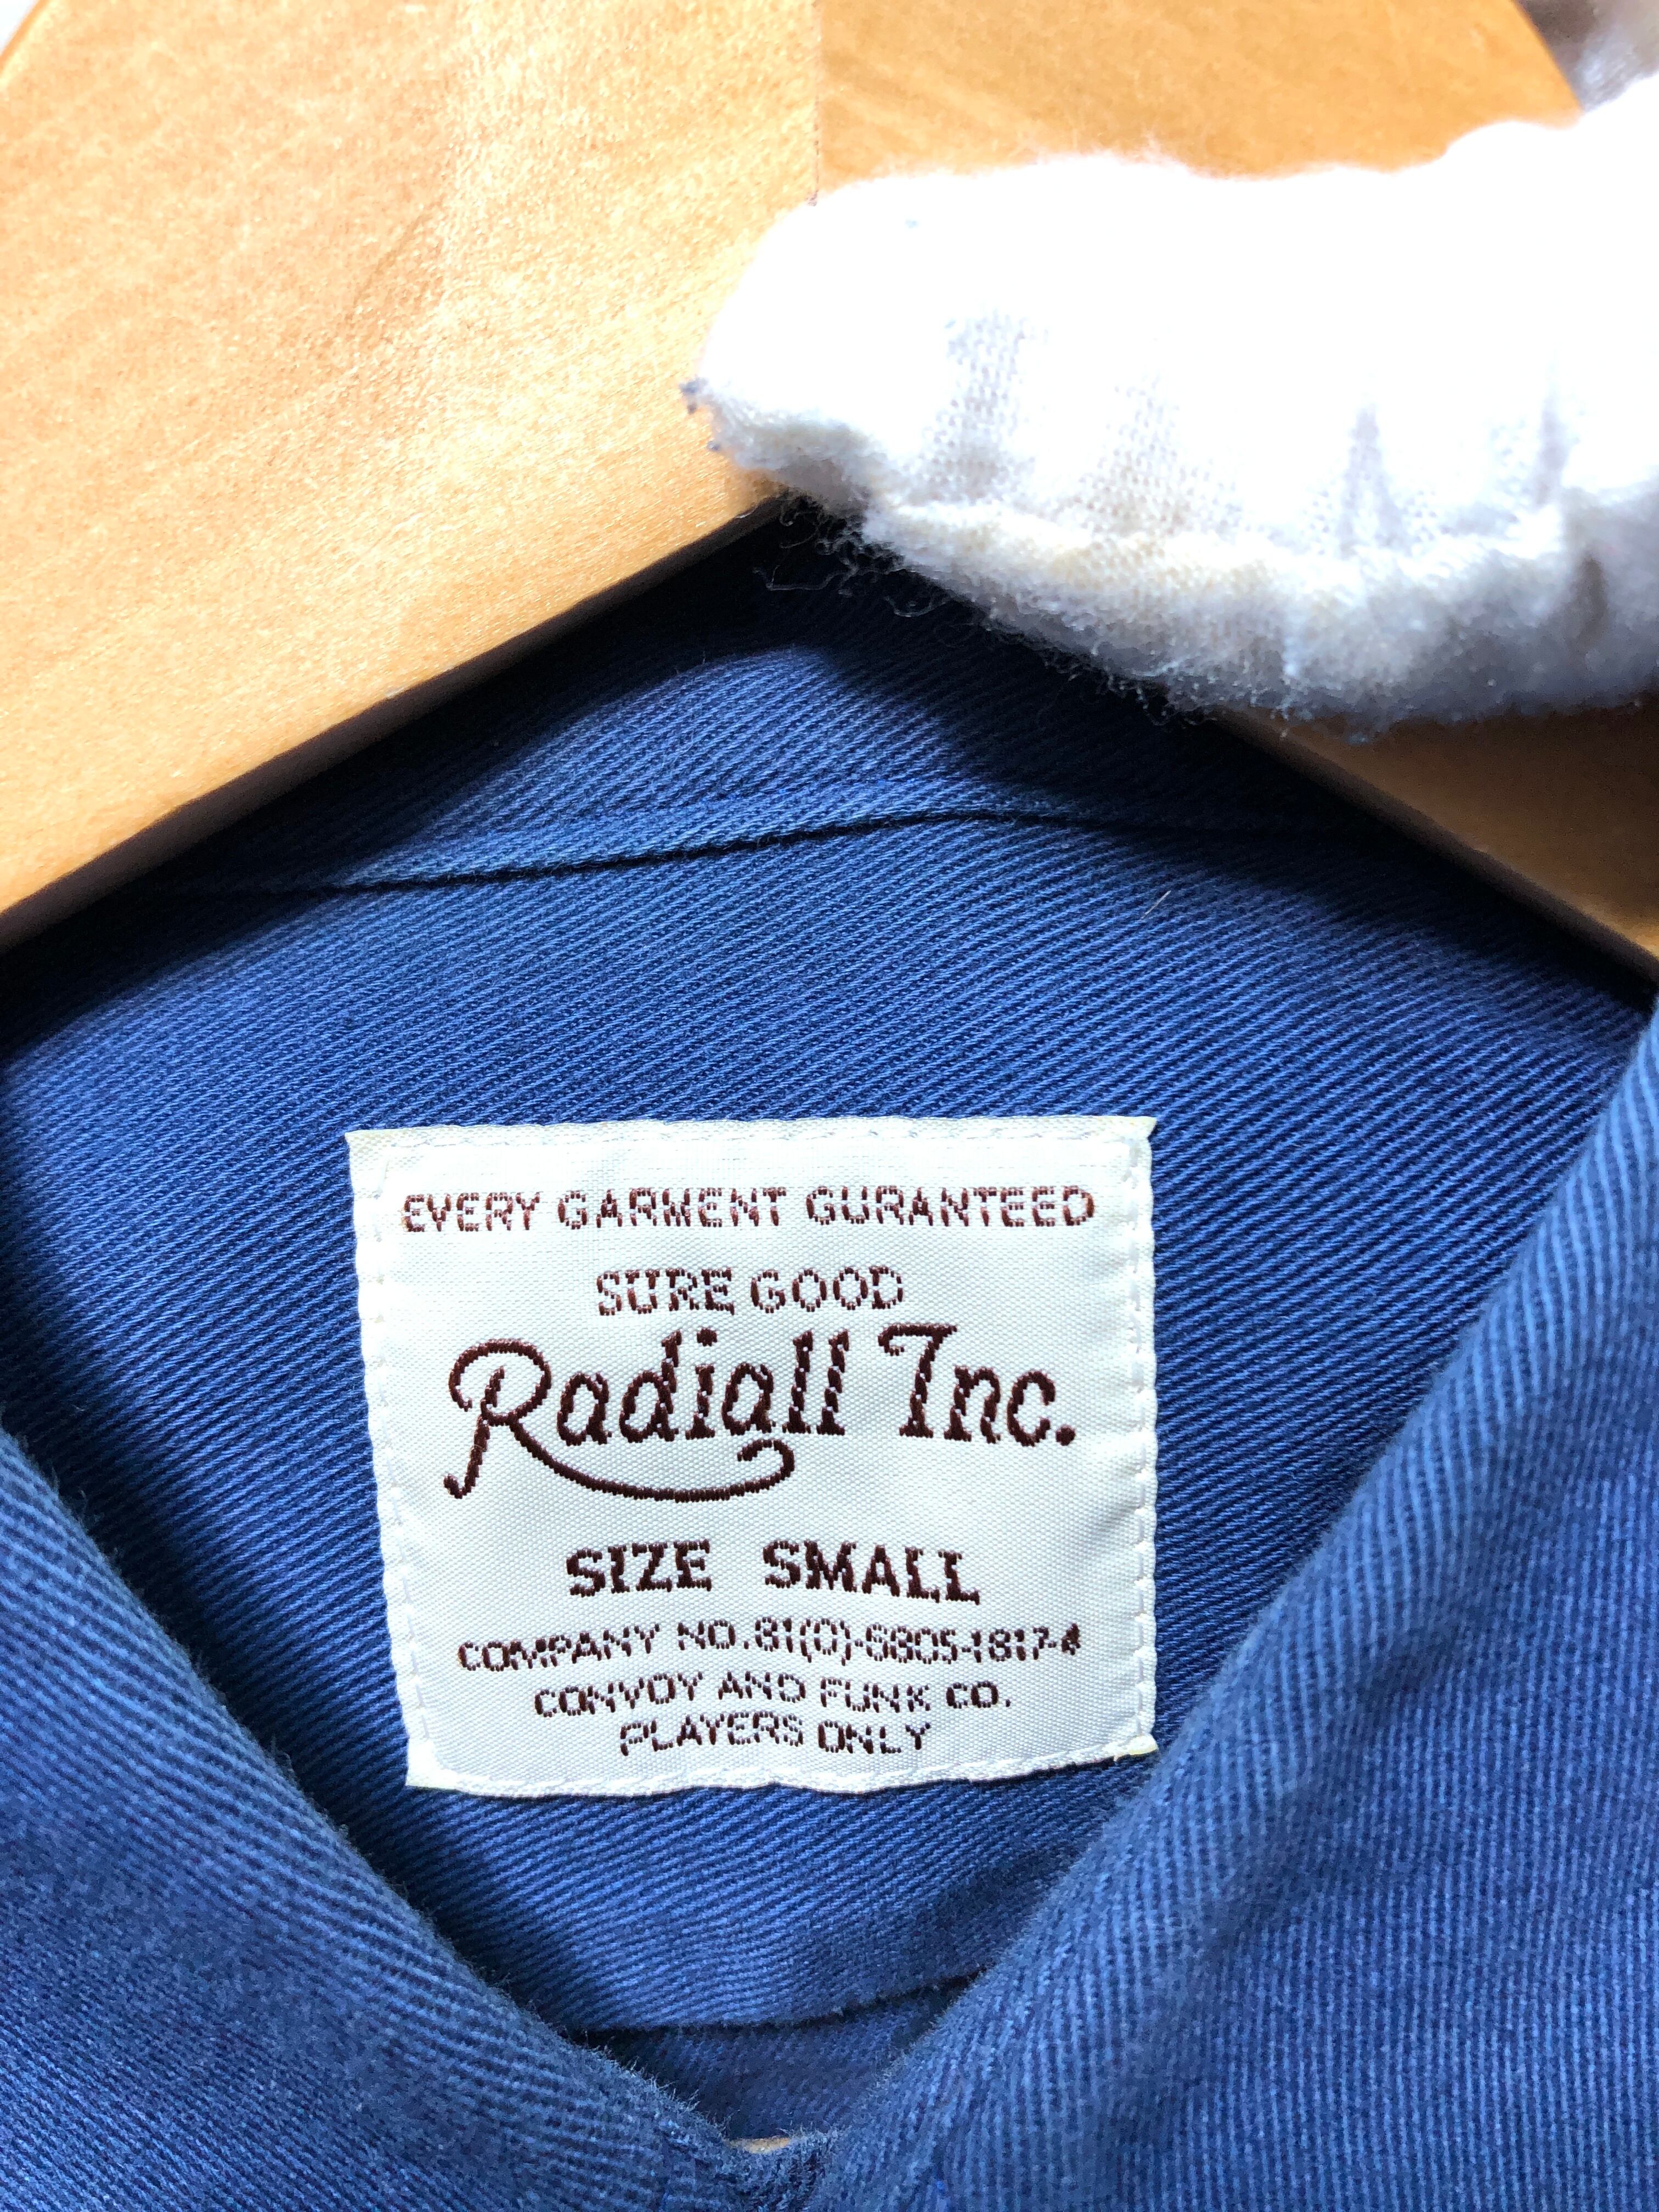 EVERY GARMENT GURANTEED
SURE GOOD
Radiall Inc.
SIZE SMALL
COMPANY NO.81(0)-6805-1817-4
CONVOY AND FUNK CO.
PLAYERS ONLY